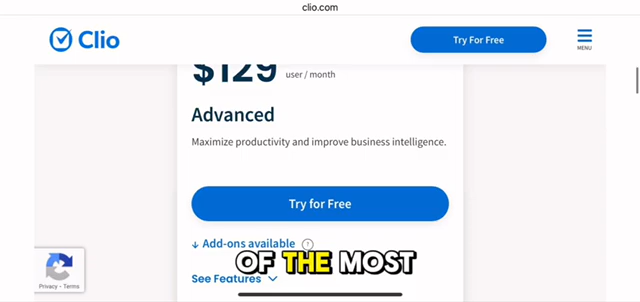 clio.com
Clio
Try For Free
MENU
$129 user / month
Advanced
Maximize productivity and improve business intelligence.
Try for Free
↓ Add-ons available ?
OF THE MOST
See Features
Privacy - Terms